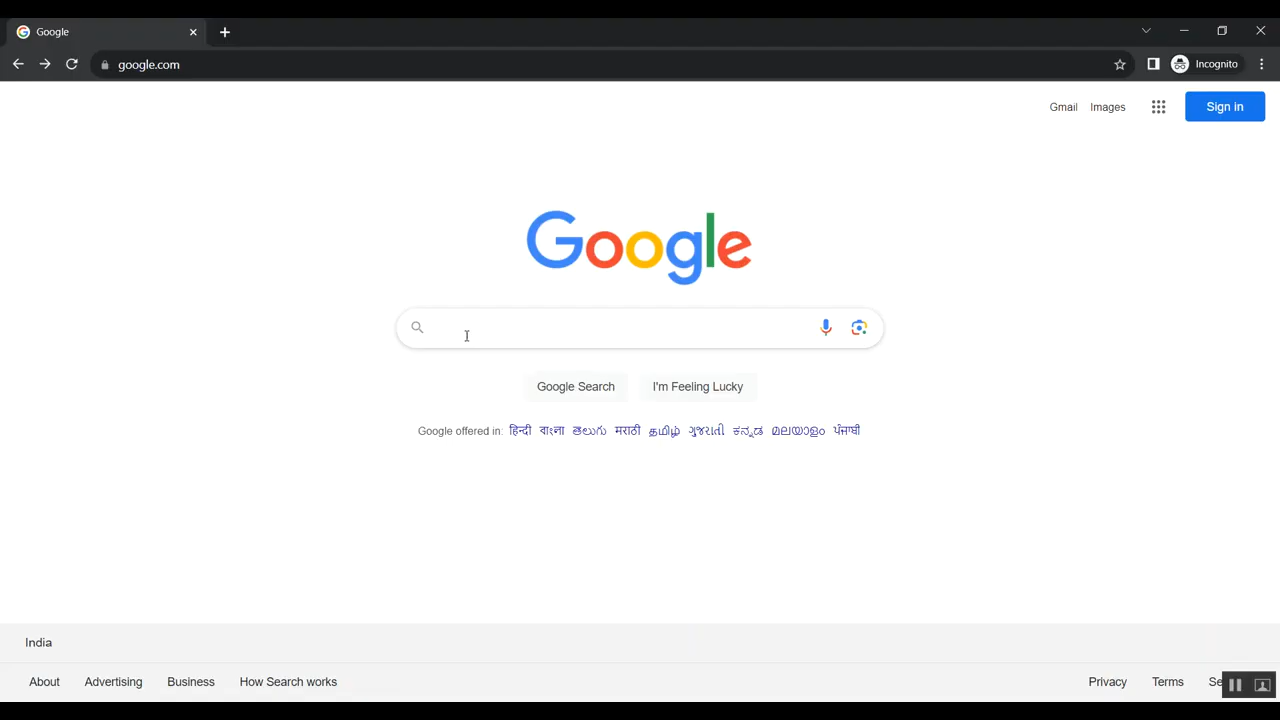 Google
google.com
Incognito
Gmail Images Sign in
Google
Google Search I'm Feeling Lucky
Google offered in: हिन्दी বাংলা తెలుగు मराठी தமிழ் ગુજરાતી ಕನ್ನಡ മലയാളം ਪੰਜਾਬੀ
India
About Advertising Business How Search works Privacy Terms